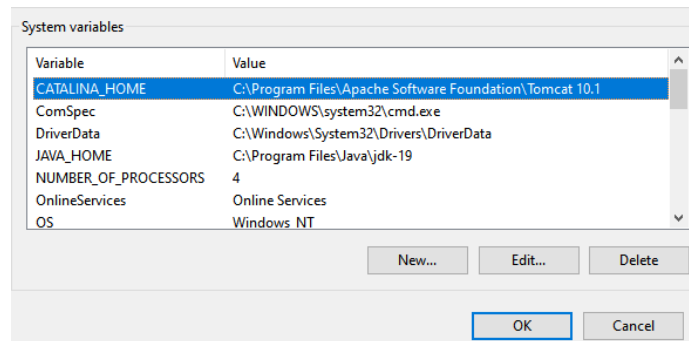 System variables
Variable Value
CATALINA_HOME C:\Program Files\Apache Software Foundation\Tomcat 10.1
ComSpec C:\WINDOWS\system32\cmd.exe
DriverData C:\Windows\System32\Drivers\DriverData
JAVA_HOME C:\Program Files\Java\jdk-19
NUMBER_OF_PROCESSORS 4
OnlineServices Online Services
OS Windows_NT
New... Edit... Delete
OK Cancel